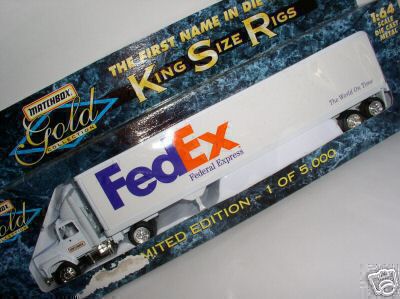 THE FIRST NAME IN DIE
KING SIZE RIGS
1:64
SCALE
DIE CAST
METAL
MATCHBOX
Gold
COLLECTION
FedEx
Federal Express
The World On Time
LIMITED EDITION - 1 OF 5,000